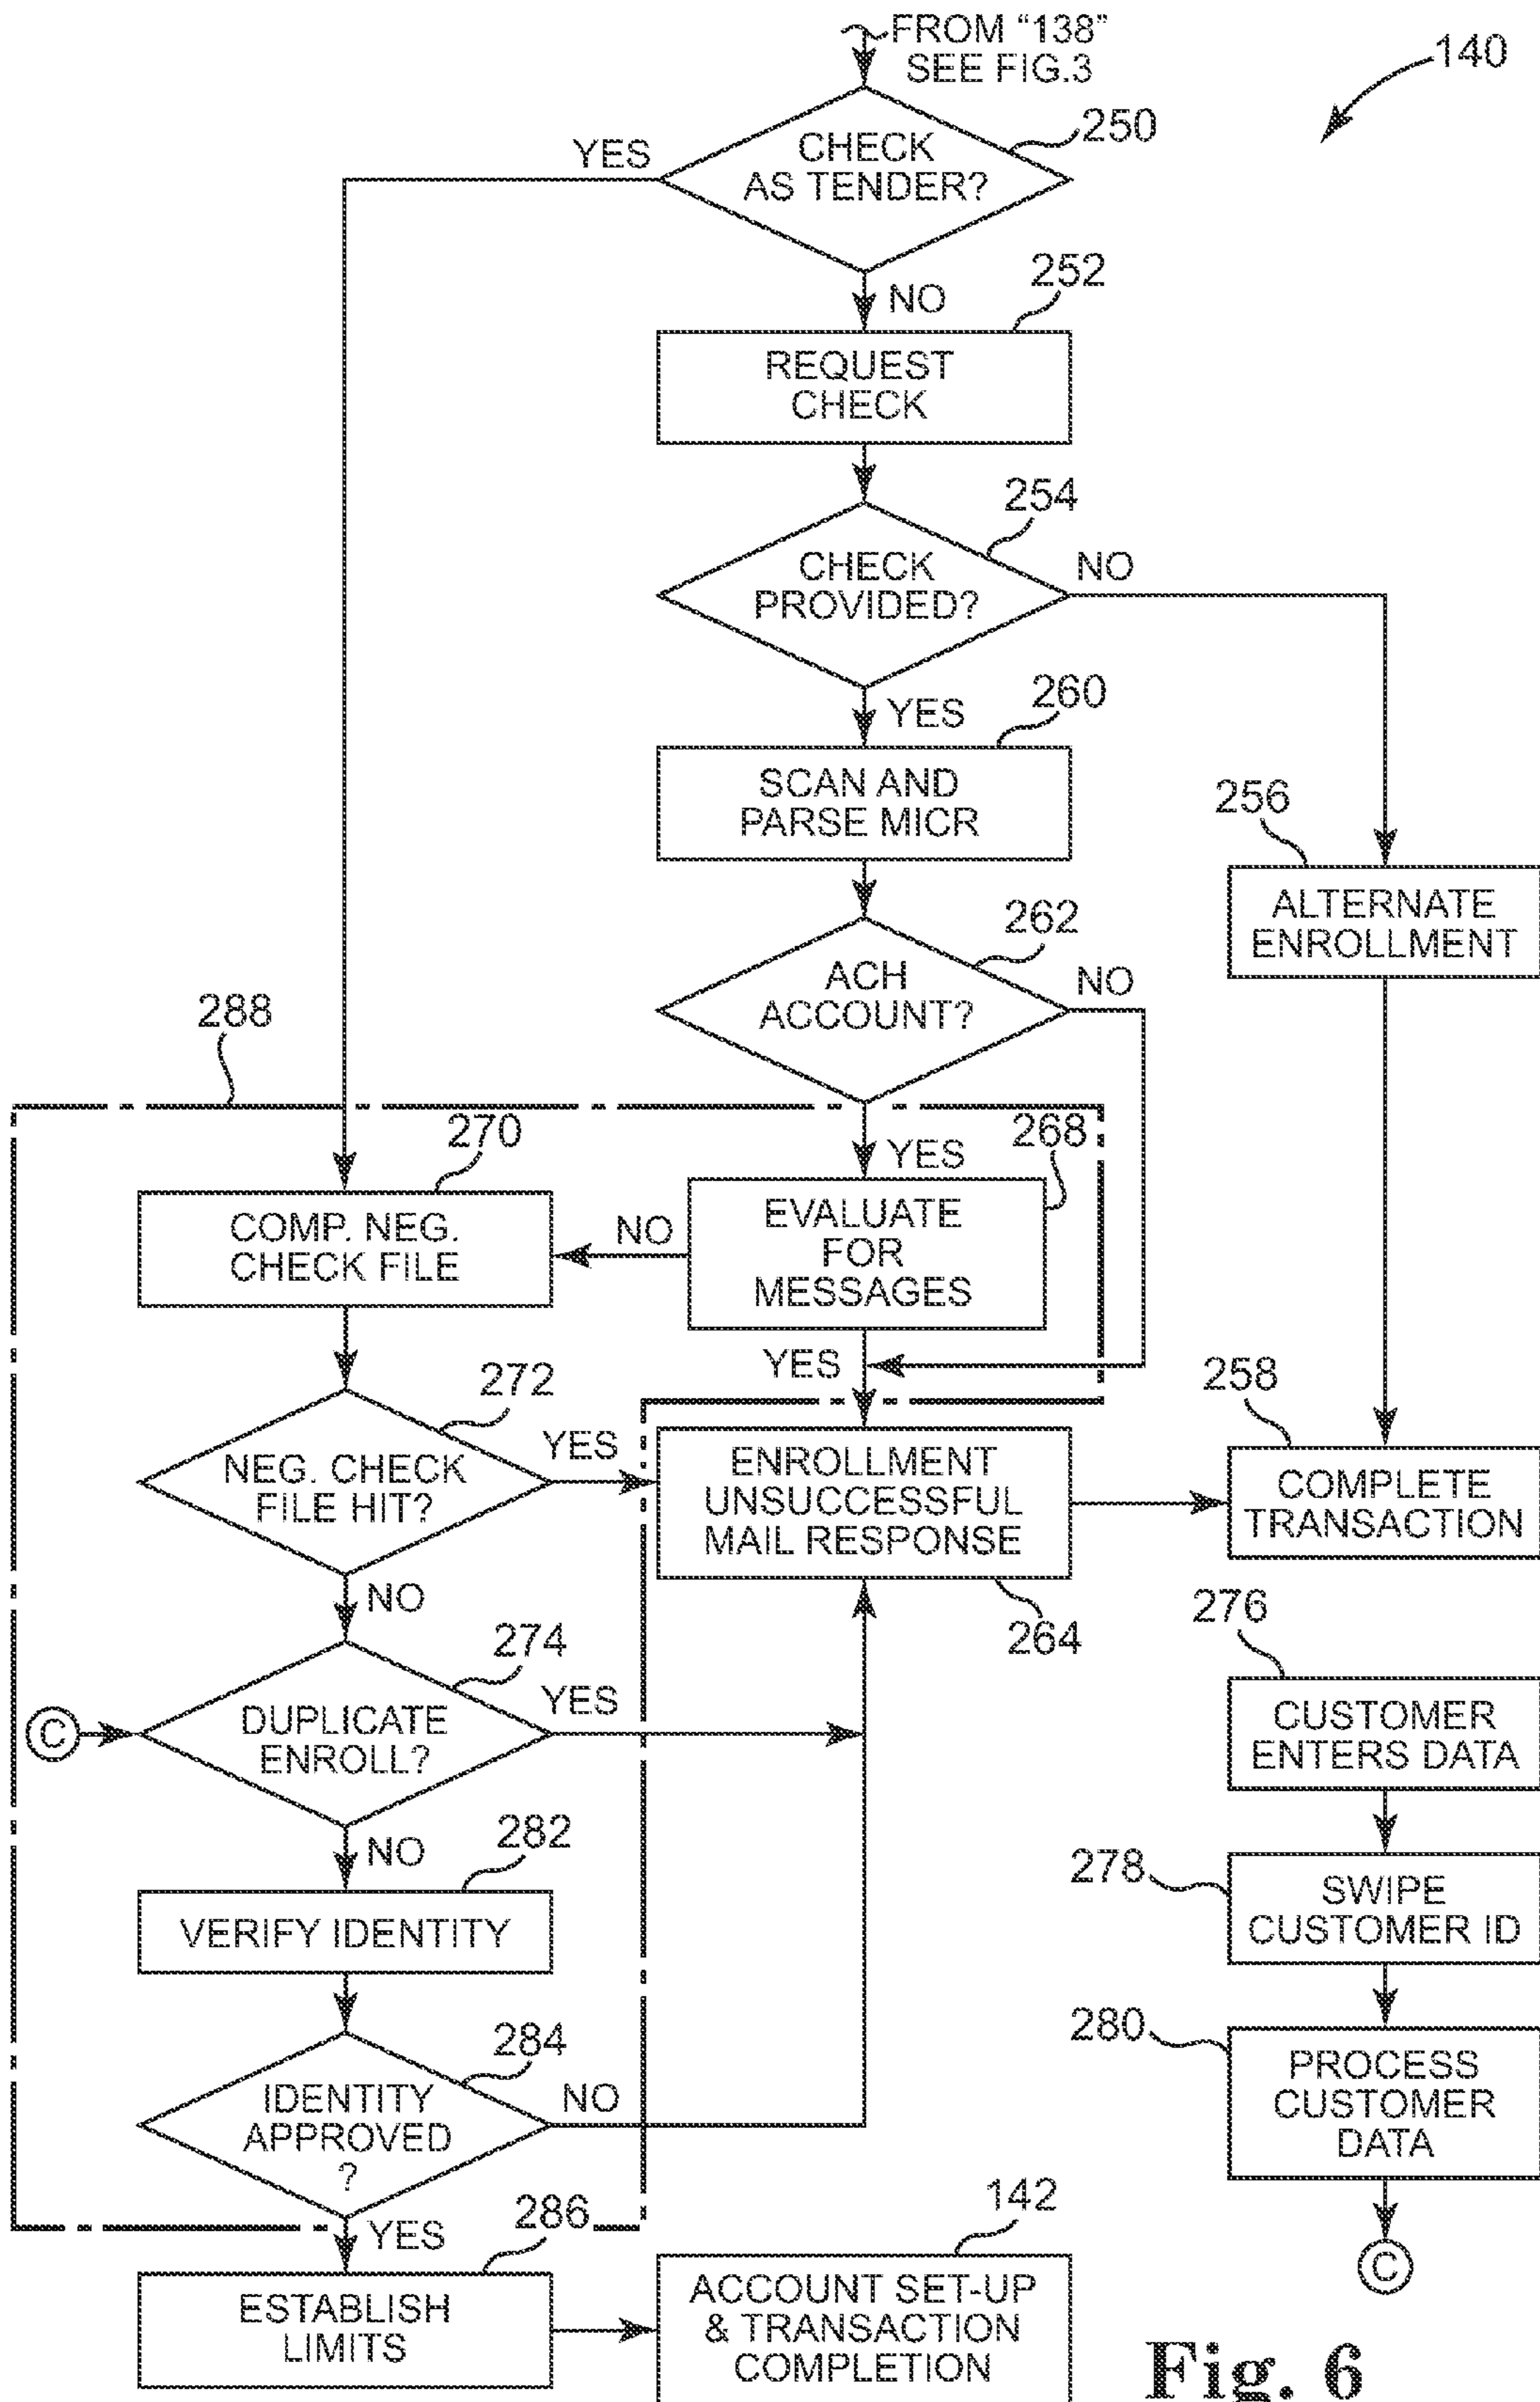 FROM “138”
SEE FIG.3
140
250
YES
CHECK
AS TENDER?
252
NO
REQUEST
CHECK
254
CHECK
PROVIDED?
NO
260
YES
SCAN AND
PARSE MICR
256
ALTERNATE
ENROLLMENT
262
ACH
ACCOUNT?
NO
288
270
268
YES
COMP. NEG.
CHECK FILE
NO
EVALUATE
FOR
MESSAGES
YES
272
258
NEG. CHECK
FILE HIT?
YES
ENROLLMENT
UNSUCCESSFUL
MAIL RESPONSE
COMPLETE
TRANSACTION
NO
264
276
274
C
DUPLICATE
ENROLL?
YES
CUSTOMER
ENTERS DATA
NO
282
278
SWIPE
CUSTOMER ID
VERIFY IDENTITY
284
280
IDENTITY
APPROVED
?
NO
PROCESS
CUSTOMER
DATA
YES
286
142
C
ESTABLISH
LIMITS
ACCOUNT SET-UP
& TRANSACTION
COMPLETION
Fig. 6